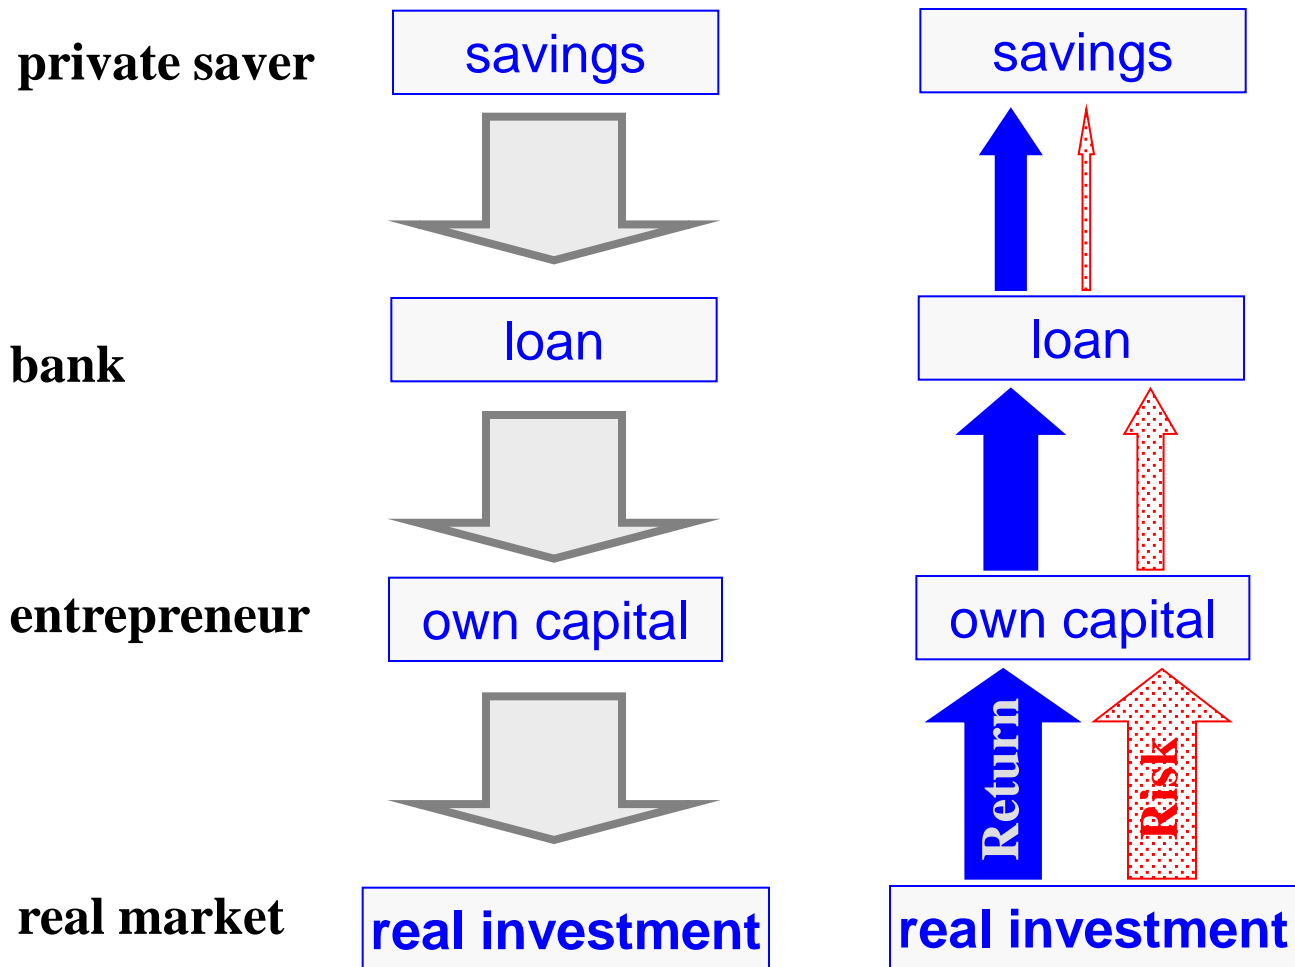 private saver
savings
savings
bank
loan
loan
entrepreneur
own capital
own capital
Return
Risk
real market
real investment
real investment